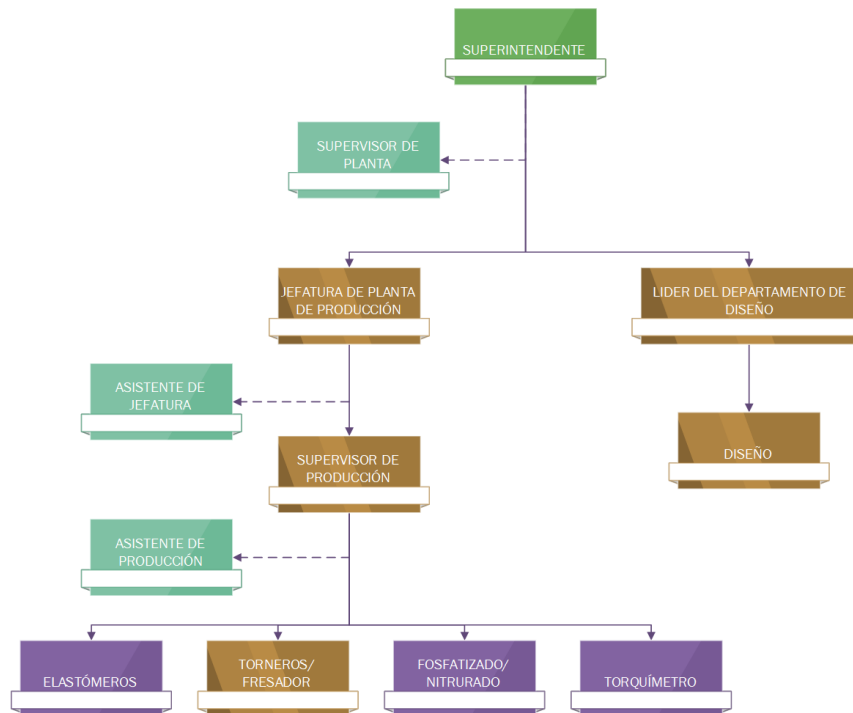 SUPERINTENDENTE
SUPERVISOR DE
PLANTA
JEFATURA DE PLANTA
DE PRODUCCIÓN
LIDER DEL DEPARTAMENTO DE
DISEÑO
ASISTENTE DE
JEFATURA
SUPERVISOR DE
PRODUCCIÓN
DISEÑO
ASISTENTE DE
PRODUCCIÓN
ELASTÓMEROS
TORNEROS/
FRESADOR
FOSFATIZADO/
NITRURADO
TORQUÍMETRO